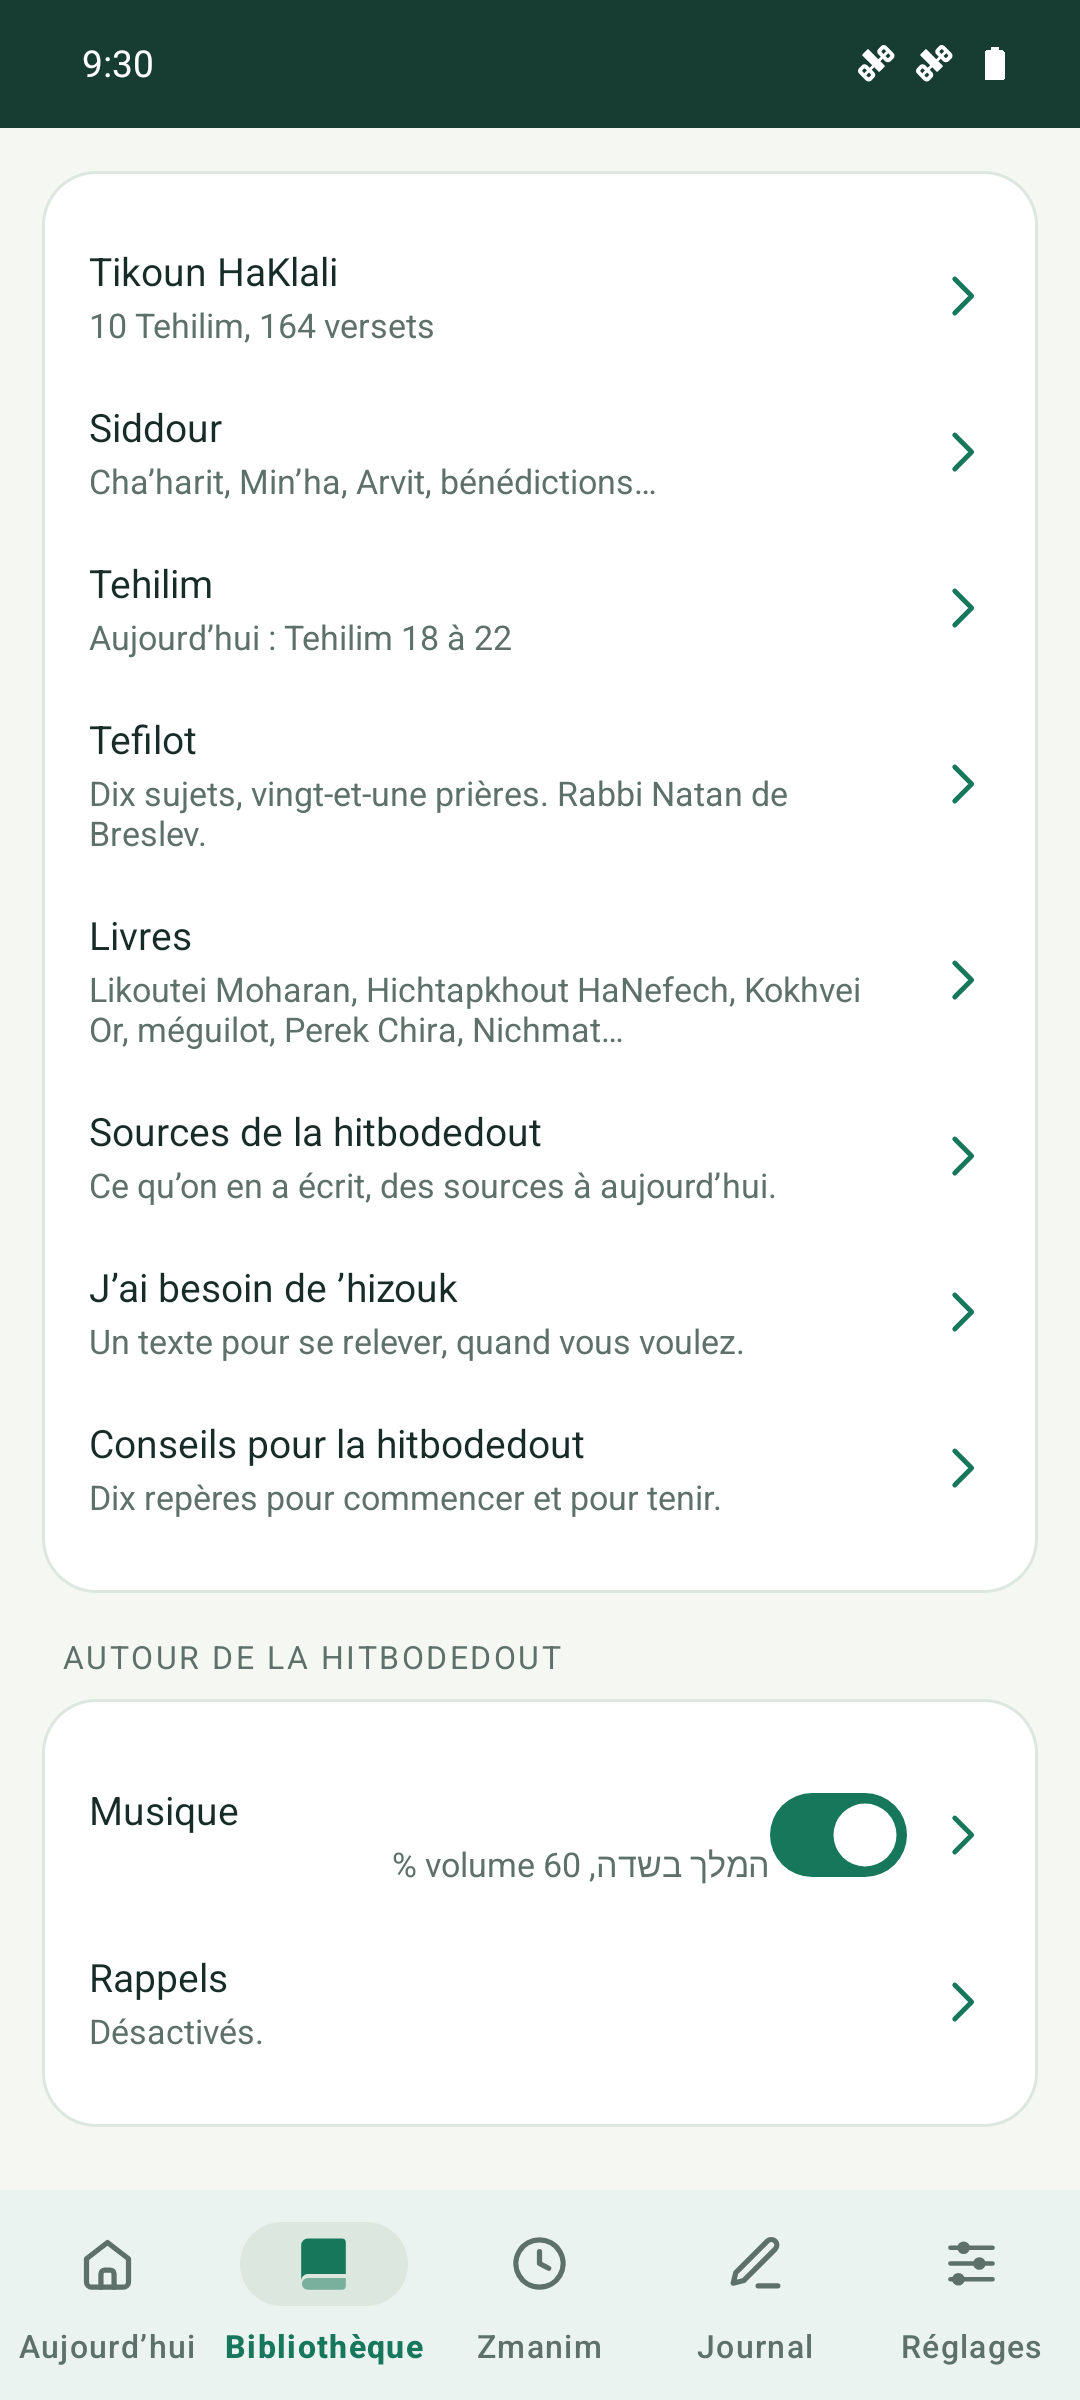 9:30
Tikoun HaKlali
10 Tehilim, 164 versets
Siddour
Cha’harit, Min’ha, Arvit, bénédictions…
Tehilim
Aujourd’hui : Tehilim 18 à 22
Tefilot
Dix sujets, vingt-et-une prières. Rabbi Natan de
Breslev.
Livres
Likoutei Moharan, Hichtapkhout HaNefech, Kokhvei
Or, méguilot, Perek Chira, Nichmat…
Sources de la hitbodedout
Ce qu’on en a écrit, des sources à aujourd’hui.
J’ai besoin de ’hizouk
Un texte pour se relever, quand vous voulez.
Conseils pour la hitbodedout
Dix repères pour commencer et pour tenir.
AUTOUR DE LA HITBODEDOUT
Musique
המלך בשדה, volume 60 %
Rappels
Désactivés.
Aujourd’hui
Bibliothèque
Zmanim
Journal
Réglages